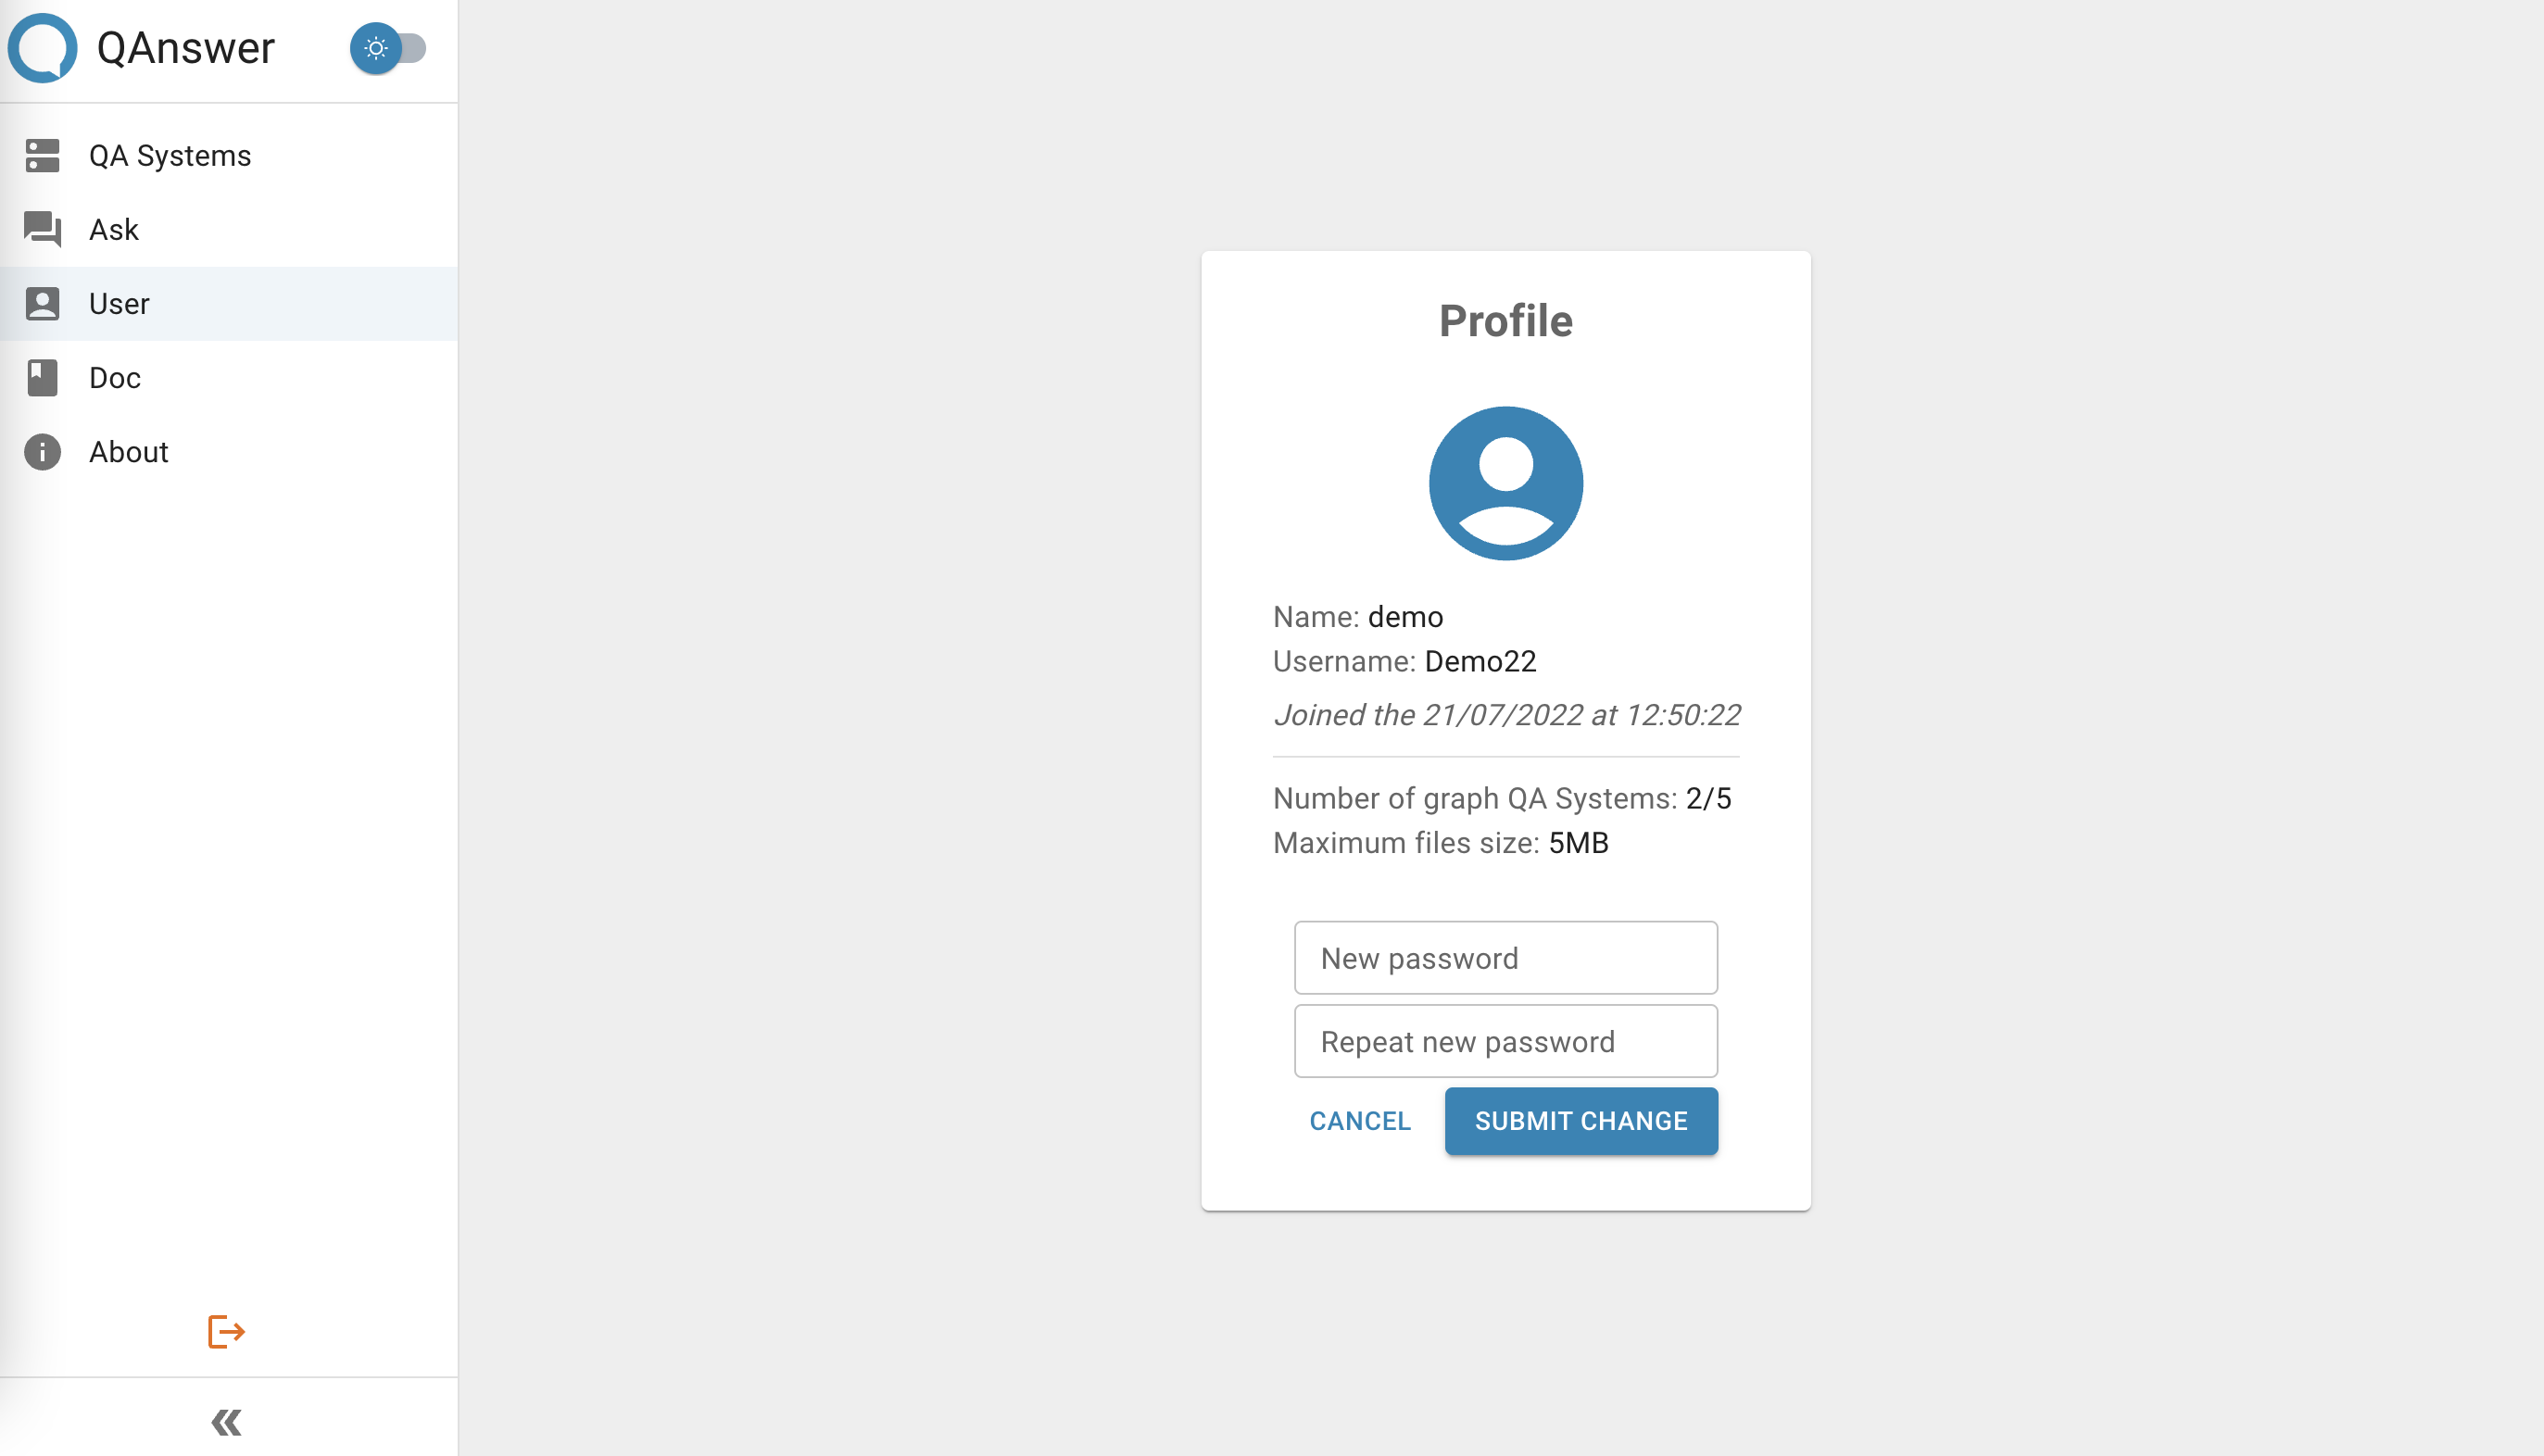 QAnswer
QA Systems
Ask
User
Doc
About
Profile
Name: demo
Username: Demo22
Joined the 21/07/2022 at 12:50:22
Number of graph QA Systems: 2/5
Maximum files size: 5MB
New password
Repeat new password
CANCEL
SUBMIT CHANGE